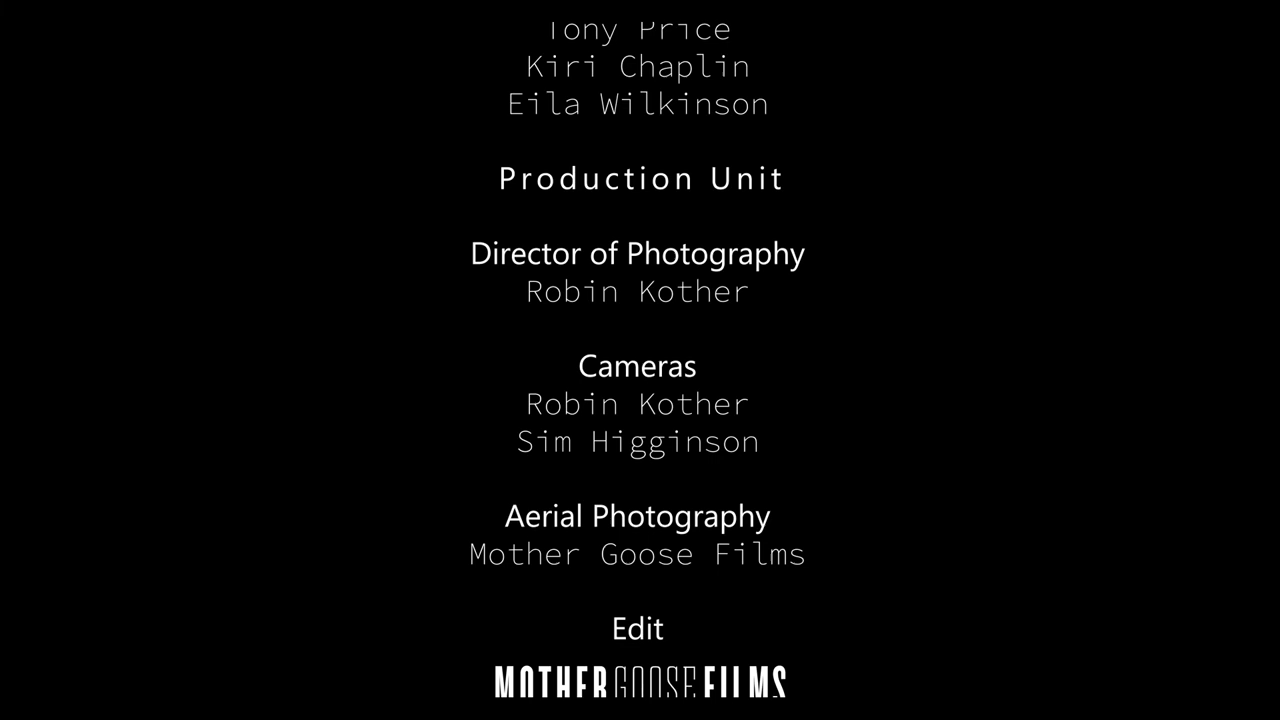 Tony Price
Kiri Chaplin
Eila Wilkinson
Production Unit
Director of Photography
Robin Kother
Cameras
Robin Kother
Sim Higginson
Aerial Photography
Mother Goose Films
Edit
MOTHER GOOSE FILMS